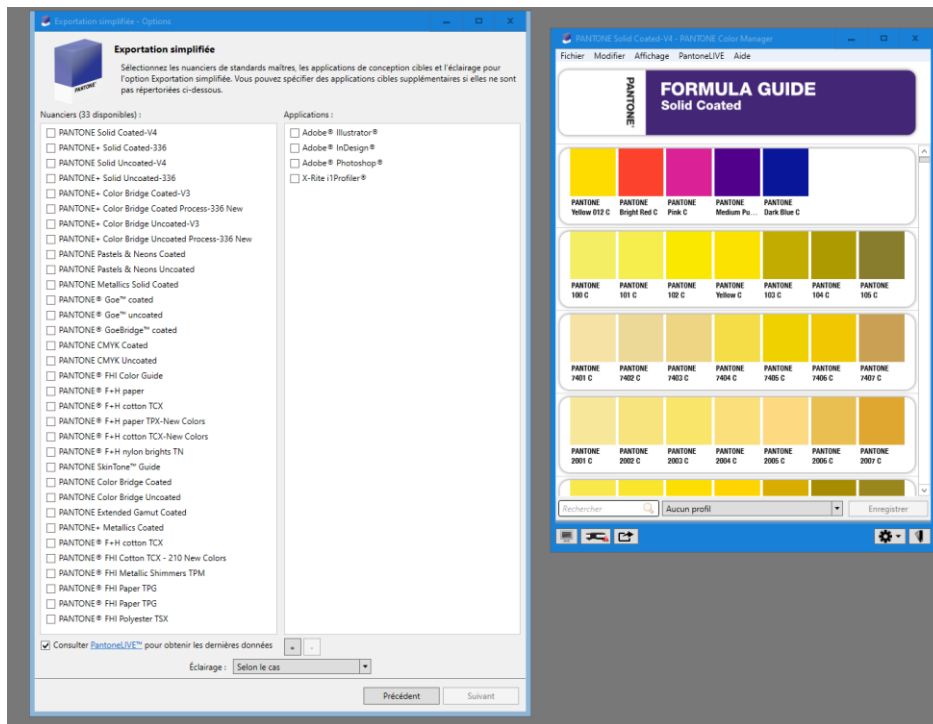 Exportation simplifiée - Options
Exportation simplifiée
Sélectionnez les nuanciers de standards maîtres, les applications de conception cibles et l'éclairage pour
l'option Exportation simplifiée. Vous pouvez spécifier des applications cibles supplémentaires si elles ne sont
pas répertoriées ci-dessous.
PANTONE
Nuanciers (33 disponibles) :
PANTONE Solid Coated-V4
PANTONE+ Solid Coated-336
PANTONE Solid Uncoated-V4
PANTONE+ Solid Uncoated-336
PANTONE+ Color Bridge Coated-V3
PANTONE+ Color Bridge Coated Process-336 New
PANTONE+ Color Bridge Uncoated-V3
PANTONE+ Color Bridge Uncoated Process-336 New
PANTONE Pastels & Neons Coated
PANTONE Pastels & Neons Uncoated
PANTONE Metallics Solid Coated
PANTONE® Goe™ coated
PANTONE® Goe™ uncoated
PANTONE® GoeBridge™ coated
PANTONE CMYK Coated
PANTONE CMYK Uncoated
PANTONE® FHI Color Guide
PANTONE® F+H paper
PANTONE® F+H cotton TCX
PANTONE® F+H paper TPX-New Colors
PANTONE® F+H cotton TCX-New Colors
PANTONE® F+H nylon brights TN
PANTONE SkinTone™ Guide
PANTONE Color Bridge Coated
PANTONE Color Bridge Uncoated
PANTONE Extended Gamut Coated
PANTONE+ Metallics Coated
PANTONE® F+H cotton TCX
PANTONE® FHI Cotton TCX - 210 New Colors
PANTONE® FHI Metallic Shimmers TPM
PANTONE® FHI Paper TPG
PANTONE® FHI Paper TPG
PANTONE® FHI Polyester TSX
Applications :
Adobe® Illustrator®
Adobe® InDesign®
Adobe® Photoshop®
X-Rite i1Profiler®
Consulter PantoneLIVE™ pour obtenir les dernières données
+ -
Éclairage : Selon le cas
Précédent Suivant
PANTONE Solid Coated-V4 - PANTONE Color Manager
Fichier Modifier Affichage PantoneLIVE Aide
PANTONE®
FORMULA GUIDE
Solid Coated
PANTONE PANTONE PANTONE PANTONE PANTONE
Yellow 012 C Bright Red C Pink C Medium Pu... Dark Blue C
PANTONE PANTONE PANTONE PANTONE PANTONE PANTONE PANTONE
100 C 101 C 102 C Yellow C 103 C 104 C 105 C
PANTONE PANTONE PANTONE PANTONE PANTONE PANTONE PANTONE
7401 C 7402 C 7403 C 7404 C 7405 C 7406 C 7407 C
PANTONE PANTONE PANTONE PANTONE PANTONE PANTONE PANTONE
2001 C 2002 C 2003 C 2004 C 2005 C 2006 C 2007 C
Rechercher Aucun profil Enregistrer